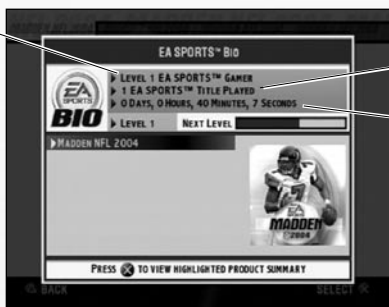 EA SPORTS™ BIO
LEVEL 1 EA SPORTS™ GAMER
1 EA SPORTS™ TITLE PLAYED
0 DAYS, 0 HOURS, 40 MINUTES, 7 SECONDS
EA
SPORTS
BIO
LEVEL 1 NEXT LEVEL
MADDEN NFL 2004
EA
SPORTS
MADDEN
2004
PRESS X TO VIEW HIGHLIGHTED PRODUCT SUMMARY
BACK
SELECT